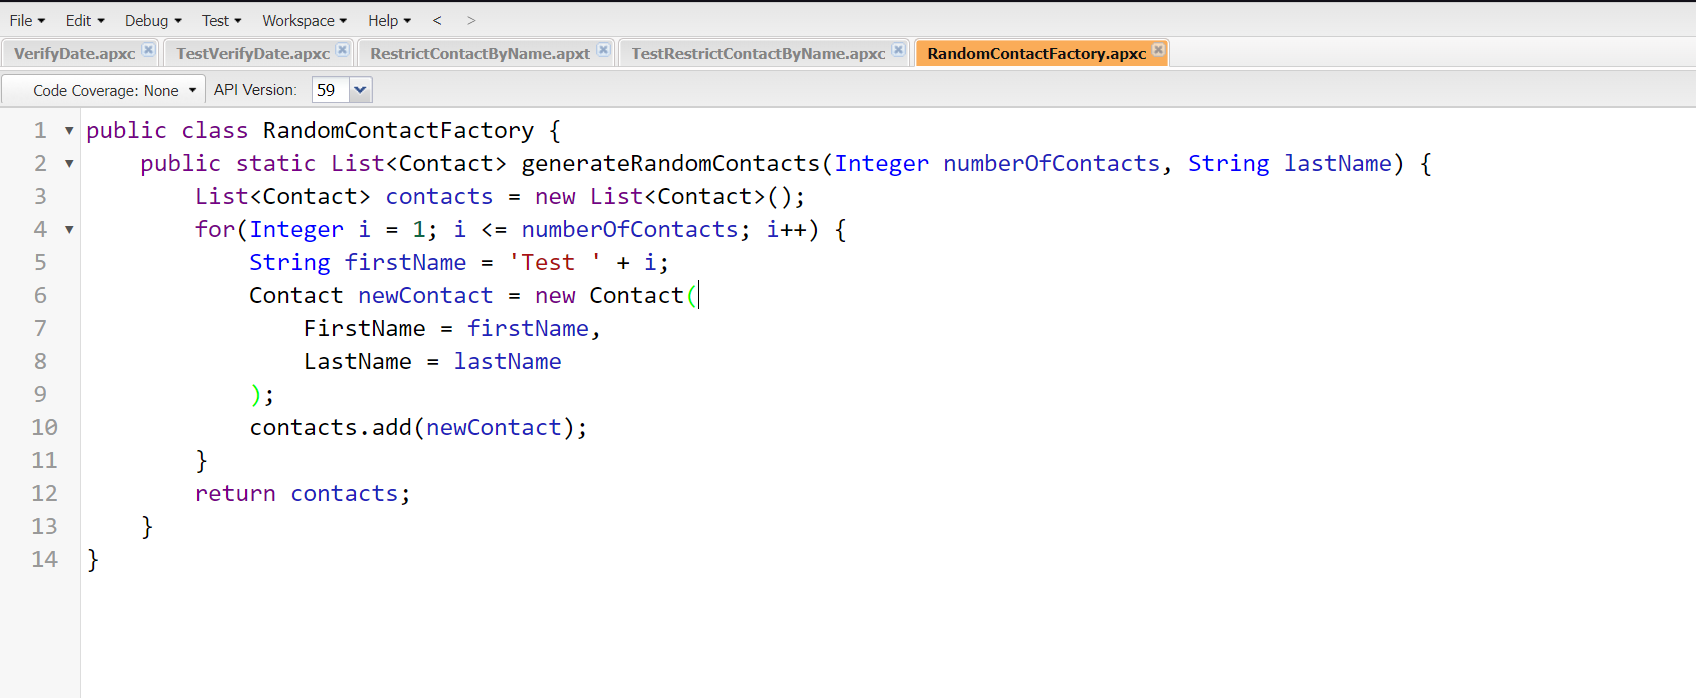 File Edit Debug Test Workspace Help < >
VerifyDate.apxc TestVerifyDate.apxc RestrictContactByName.apxt TestRestrictContactByName.apxc RandomContactFactory.apxc
Code Coverage: None API Version: 59
1 public class RandomContactFactory {
2 public static List<Contact> generateRandomContacts(Integer numberOfContacts, String lastName) {
3 List<Contact> contacts = new List<Contact>();
4 for(Integer i = 1; i <= numberOfContacts; i++) {
5 String firstName = 'Test ' + i;
6 Contact newContact = new Contact(
7 FirstName = firstName,
8 LastName = lastName
9 );
10 contacts.add(newContact);
11 }
12 return contacts;
13 }
14 }